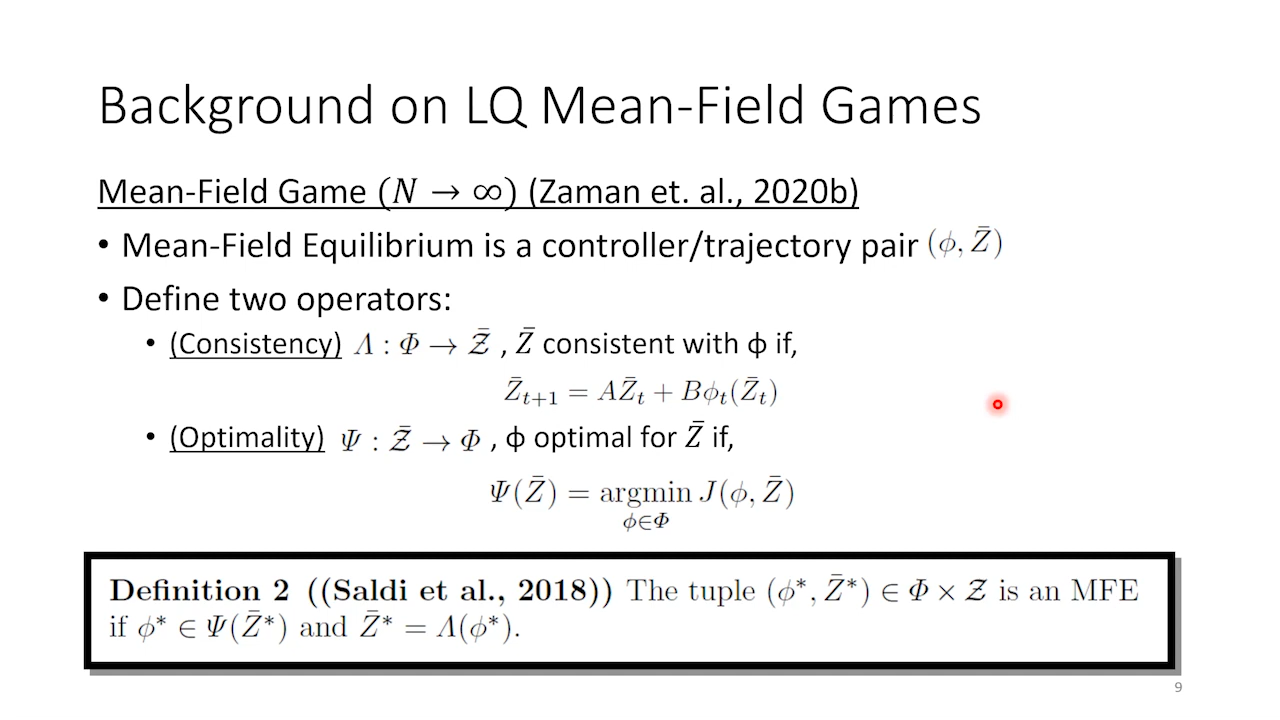 Background on LQ Mean-Field Games
Mean-Field Game (N → ∞) (Zaman et. al., 2020b)
• Mean-Field Equilibrium is a controller/trajectory pair (ϕ, Z̄)
• Define two operators:
• (Consistency) Λ : Φ → 𝒵̄ , Z̄ consistent with ϕ if,
Z̄ₜ₊₁ = AZ̄ₜ + Bϕₜ(Z̄ₜ)
• (Optimality) Ψ : 𝒵̄ → Φ , ϕ optimal for Z̄ if,
Ψ(Z̄) = argmin J(ϕ, Z̄)
ϕ∈Φ
Definition 2 ((Saldi et al., 2018)) The tuple (ϕ*, Z̄*) ∈ Φ × 𝒵 is an MFE
if ϕ* ∈ Ψ(Z̄*) and Z̄* = Λ(ϕ*).
9